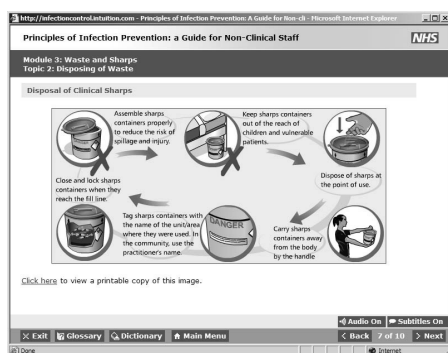 http://infectioncontrol.intuition.com - Principles of Infection Prevention: A Guide for Non-cli - Microsoft Internet Explorer
Principles of Infection Prevention: a Guide for Non-Clinical Staff
NHS
Module 3: Waste and Sharps
Topic 2: Disposing of Waste
Disposal of Clinical Sharps
Assemble sharps
containers properly
to reduce the risk of
spillage and injury.
Keep sharps containers
out of the reach of
children and vulnerable
patients.
Dispose of sharps at
the point of use.
Carry sharps
containers away
from the body
by the handle
DANGER
Tag sharps containers with
the name of the unit/area
where they were used. In
the community, use the
practitioner's name.
Close and lock sharps
containers when they
reach the fill line.
Click here to view a printable copy of this image.
Audio On Subtitles On
Exit Glossary Dictionary Main Menu < Back 7 of 10 > Next
Done Internet